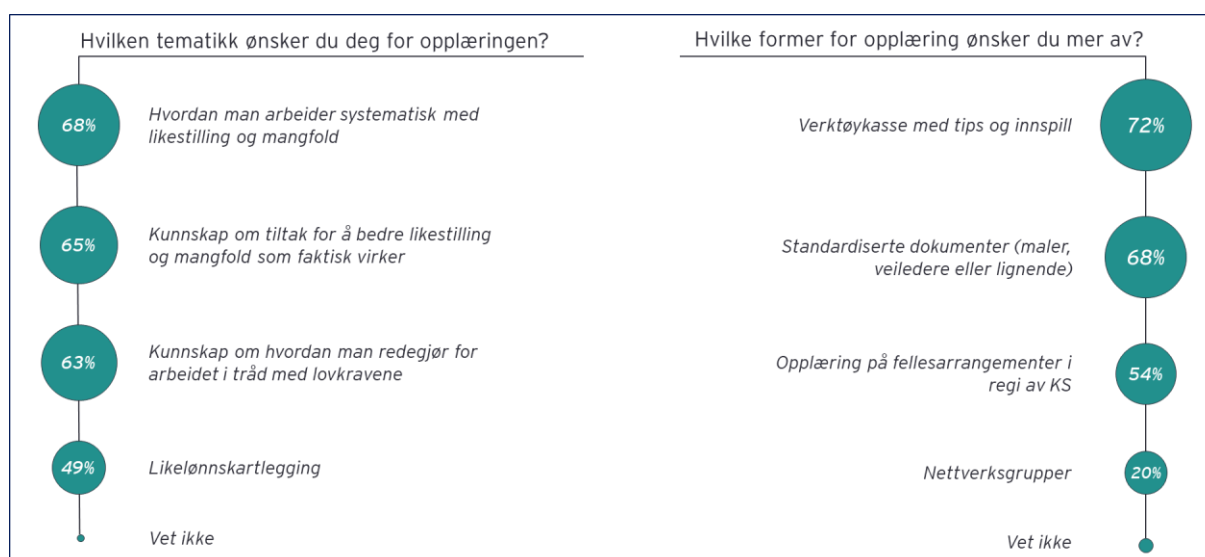 Hvilken tematikk ønsker du deg for opplæringen?
68%
Hvordan man arbeider systematisk med
likestilling og mangfold
65%
Kunnskap om tiltak for å bedre likestilling
og mangfold som faktisk virker
63%
Kunnskap om hvordan man redegjør for
arbeidet i tråd med lovkravene
49%
Likelønnskartlegging
Vet ikke
Hvilke former for opplæring ønsker du mer av?
Verktøykasse med tips og innspill
72%
Standardiserte dokumenter (maler,
veiledere eller lignende)
68%
Opplæring på fellesarrangementer i
regi av KS
54%
Nettverksgrupper
20%
Vet ikke